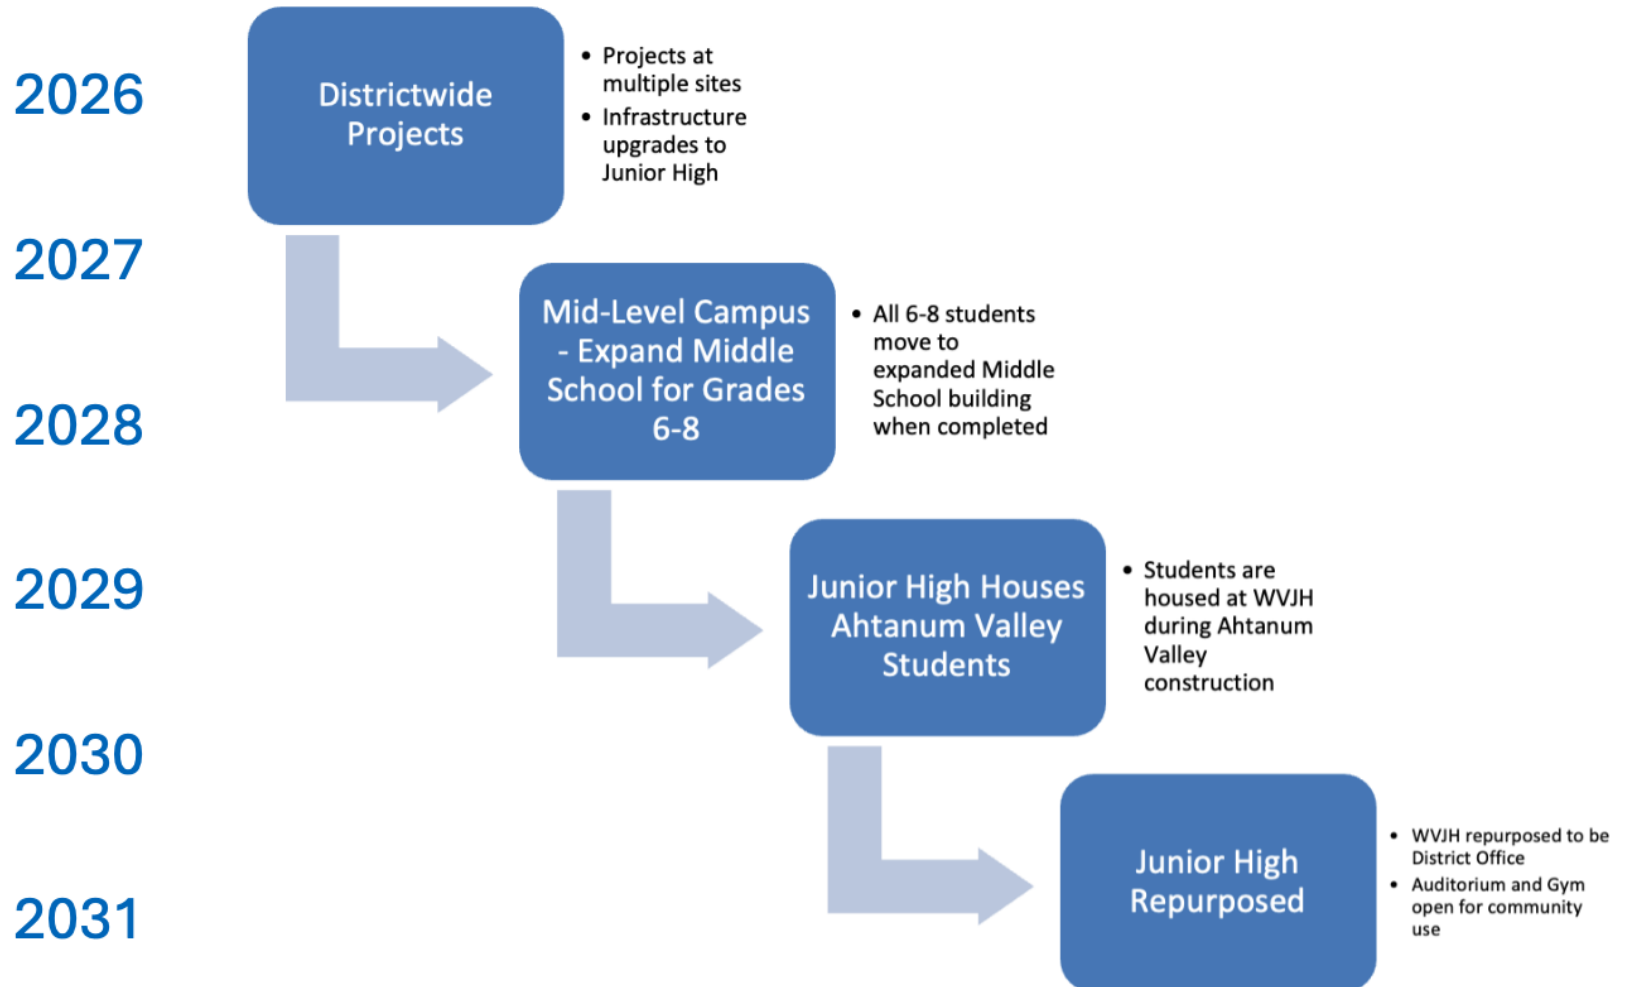 2026
Districtwide
Projects
• Projects at
multiple sites
• Infrastructure
upgrades to
Junior High
2027
Mid-Level Campus
- Expand Middle
School for Grades
6-8
• All 6-8 students
move to
expanded Middle
School building
when completed
2028
2029
Junior High Houses
Ahtanum Valley
Students
• Students are
housed at WVJH
during Ahtanum
Valley
construction
2030
Junior High
Repurposed
• WVJH repurposed to be
District Office
• Auditorium and Gym
open for community
use
2031